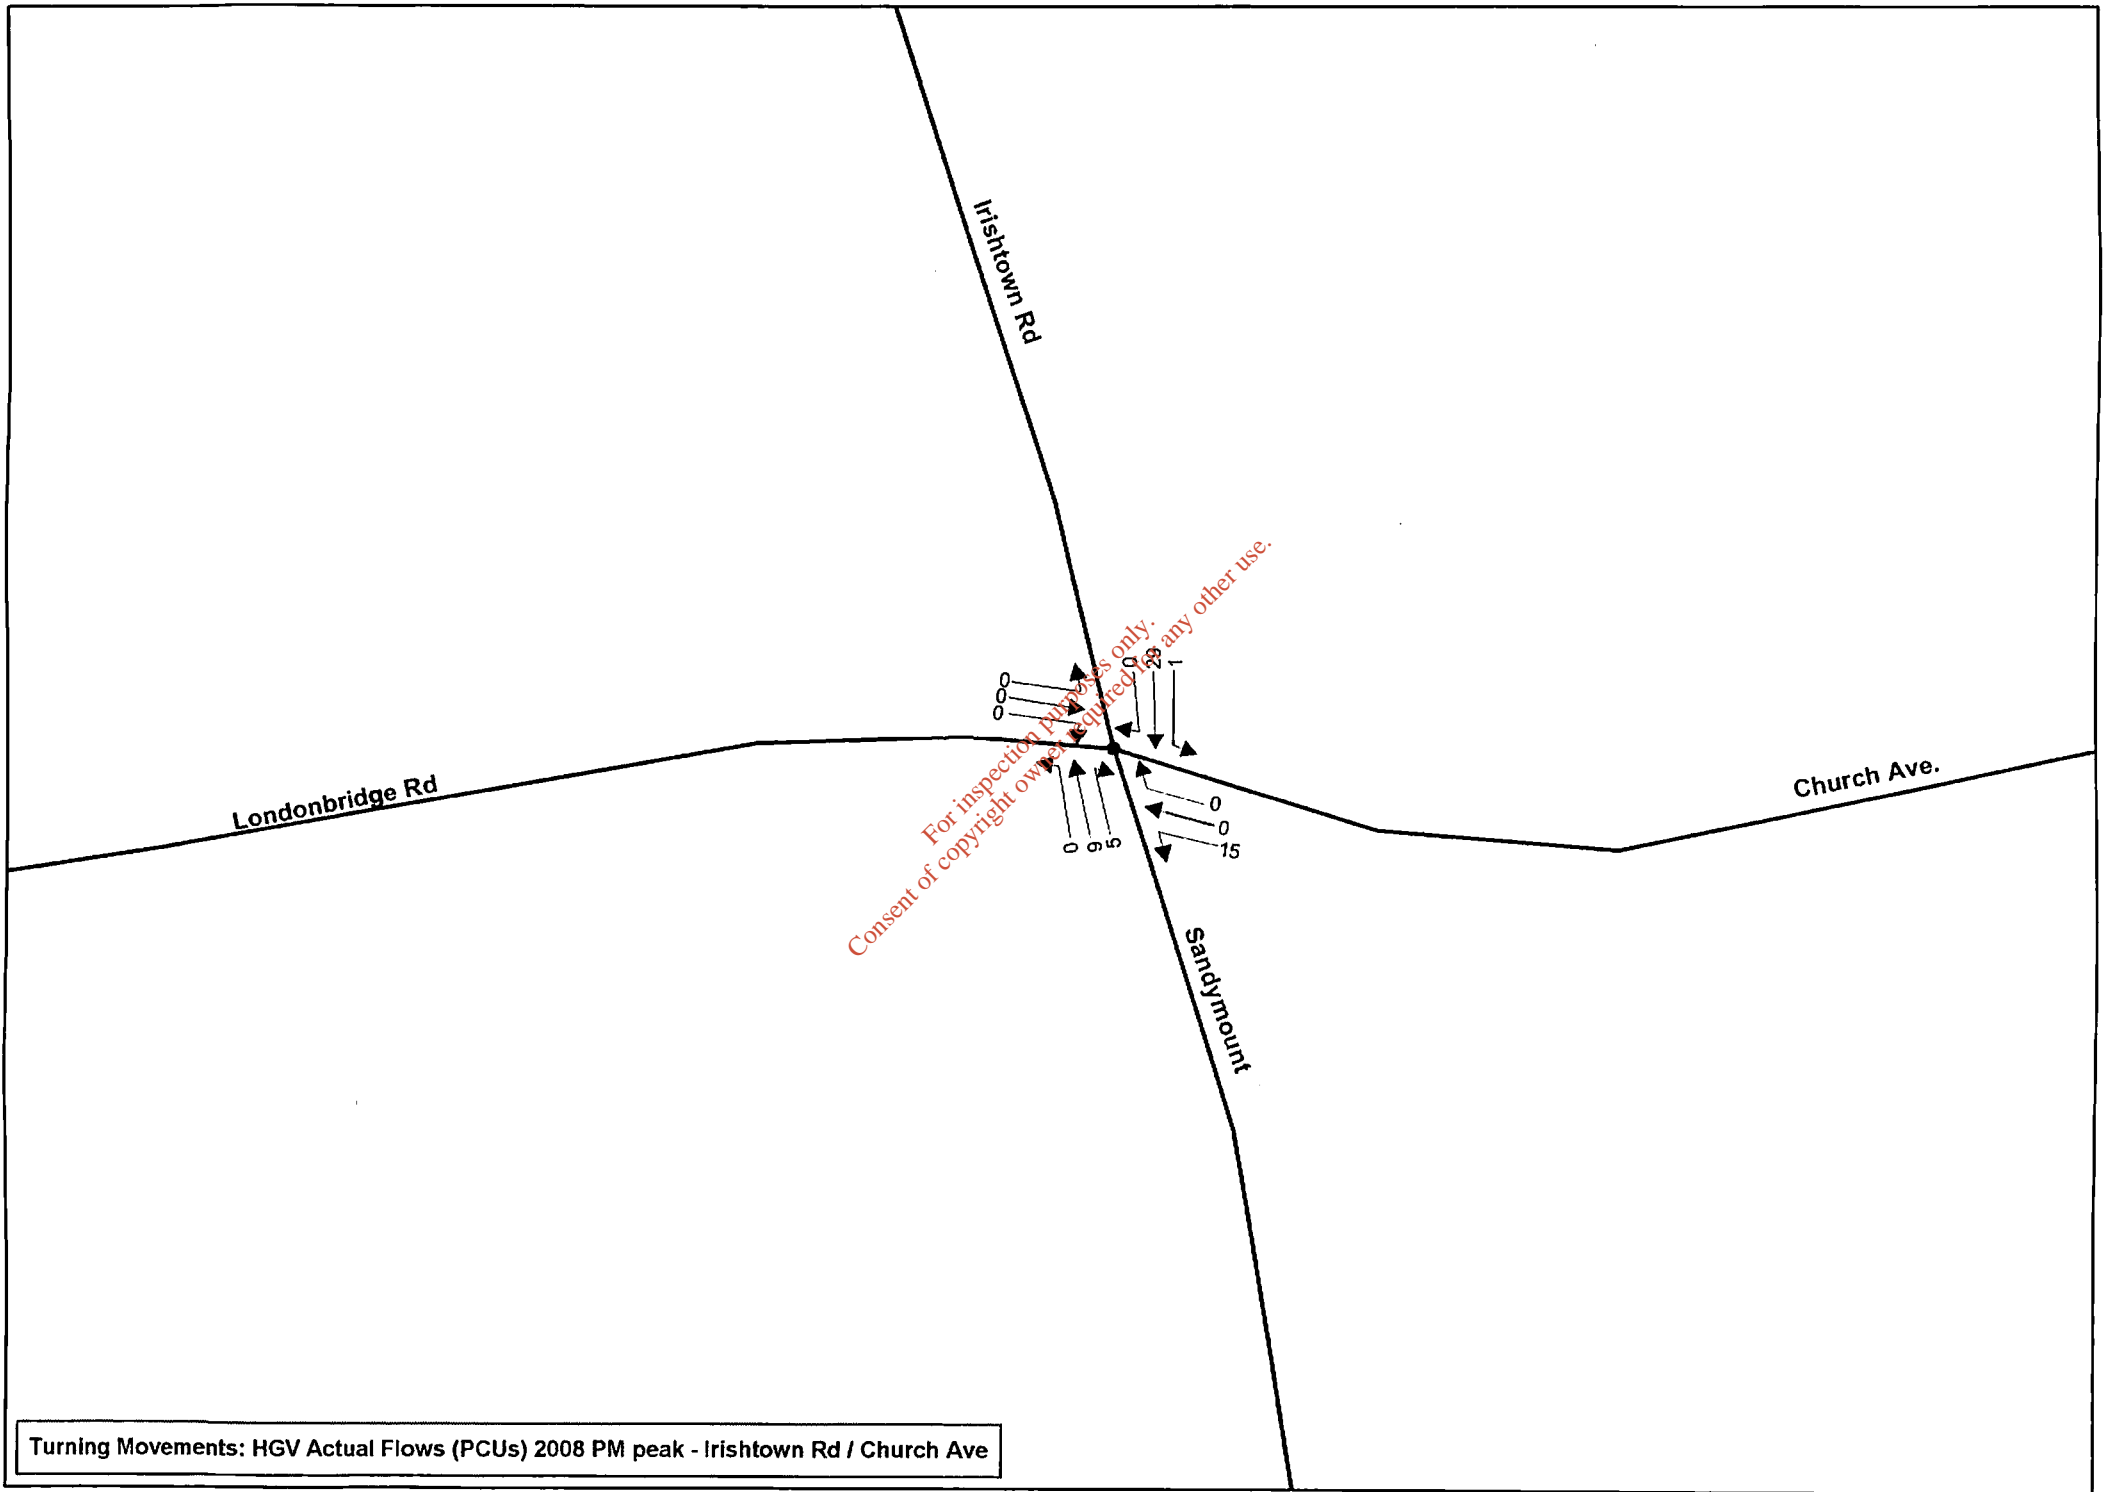 Irishtown Rd
0
0
0
0
1
Londonbridge Rd
Church Ave.
0
0
15
0
9
5
Sandymount
For inspection purposes only.
Consent of copyright owner required for any other use.
Turning Movements: HGV Actual Flows (PCUs) 2008 PM peak - Irishtown Rd / Church Ave